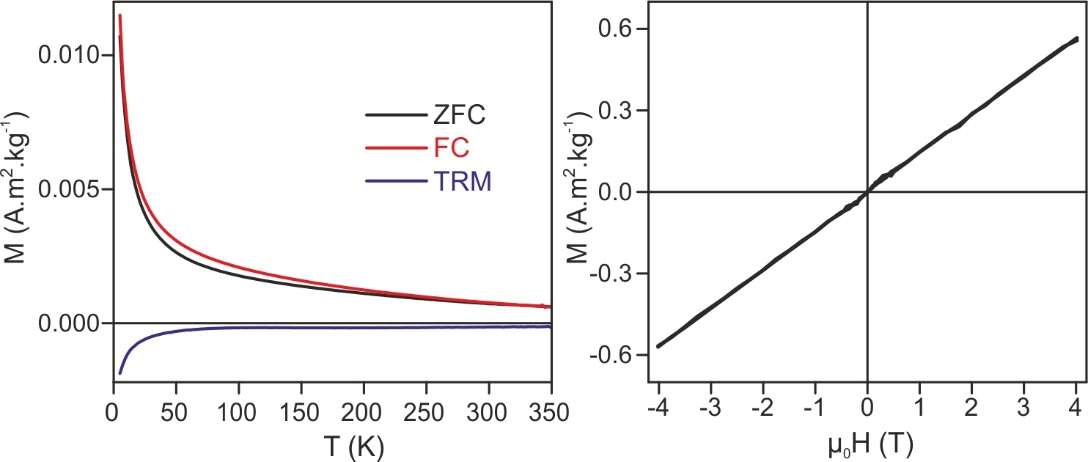 0.010
0.005
0.000
M (A.m².kg⁻¹)
ZFC
FC
TRM
0 50 100 150 200 250 300 350
T (K)
0.6
0.3
0.0
-0.3
-0.6
M (A.m².kg⁻¹)
-4 -3 -2 -1 0 1 2 3 4
μ₀H (T)